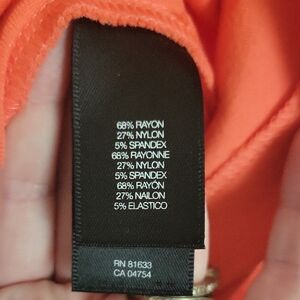 68% RAYON
27% NYLON
5% SPANDEX
68% RAYONNE
27% NYLON
5% SPANDEX
68% RAYÓN
27% NAILON
5% ELASTICO
RN 81633
CA 04754